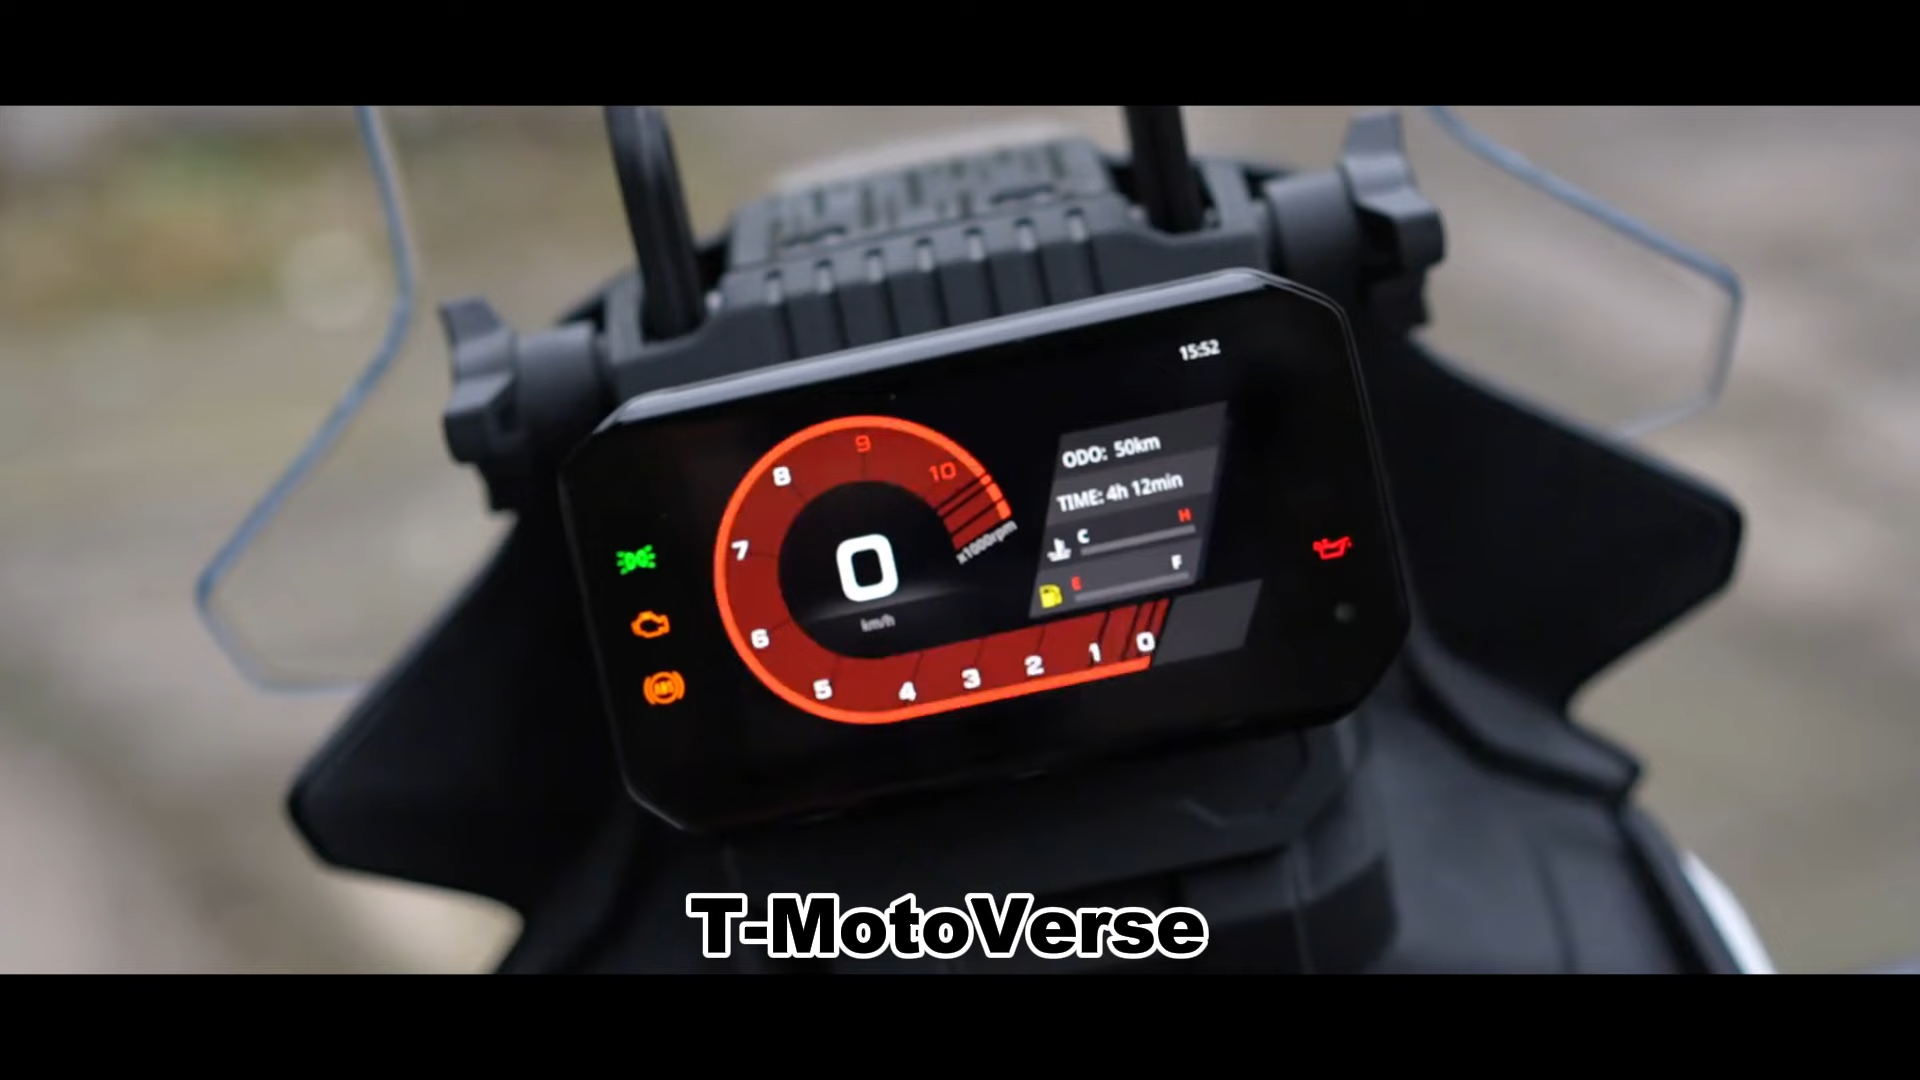 15:52
ODO: 50km
TIME: 4h 12min
C H
E F
9
8 10
x1000rpm
7
0
km/h
6
5 4 3 2 1 0
ABS
T-MotoVerse